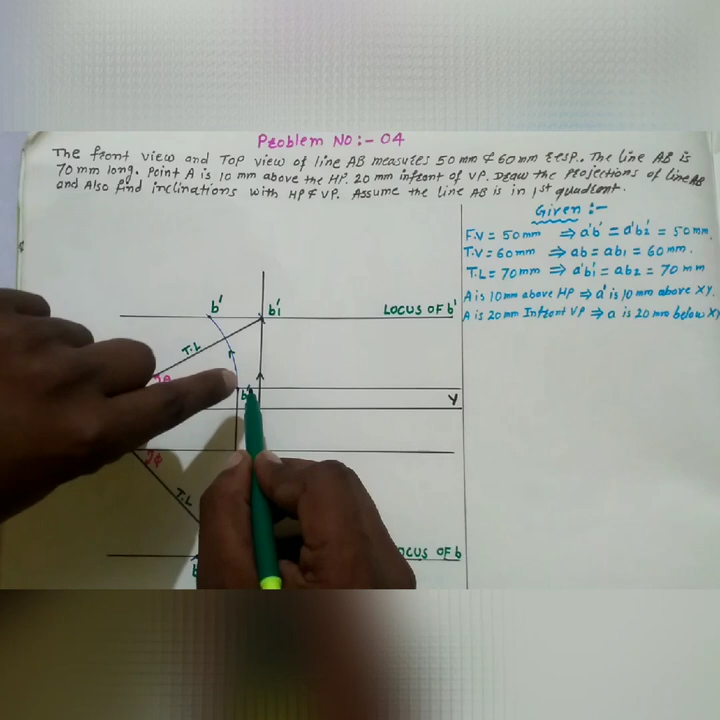 Problem No:- 04
The front view and Top view of line AB measures 50 mm & 60 mm resp.. The line AB is
70 mm long. Point A is 10 mm above the HP. 20 mm infront of VP. Draw the projections of line AB
and Also find inclinations with HP & VP. Assume the line AB is in 1st quadrant.
Given :-
F.V = 50 mm ⇒ a'b' = a'b2' = 50 mm.
T.V = 60 mm ⇒ ab = ab1 = 60 mm.
T.L = 70 mm ⇒ a'b1' = ab2 = 70 mm
A is 10 mm above HP ⇒ a' is 10 mm above XY.
A is 20 mm Infront VP ⇒ a is 20 mm below XY
b' b1' LOCUS OF b'
T.L
θ
Y
φ
T.L
OCUS OF b